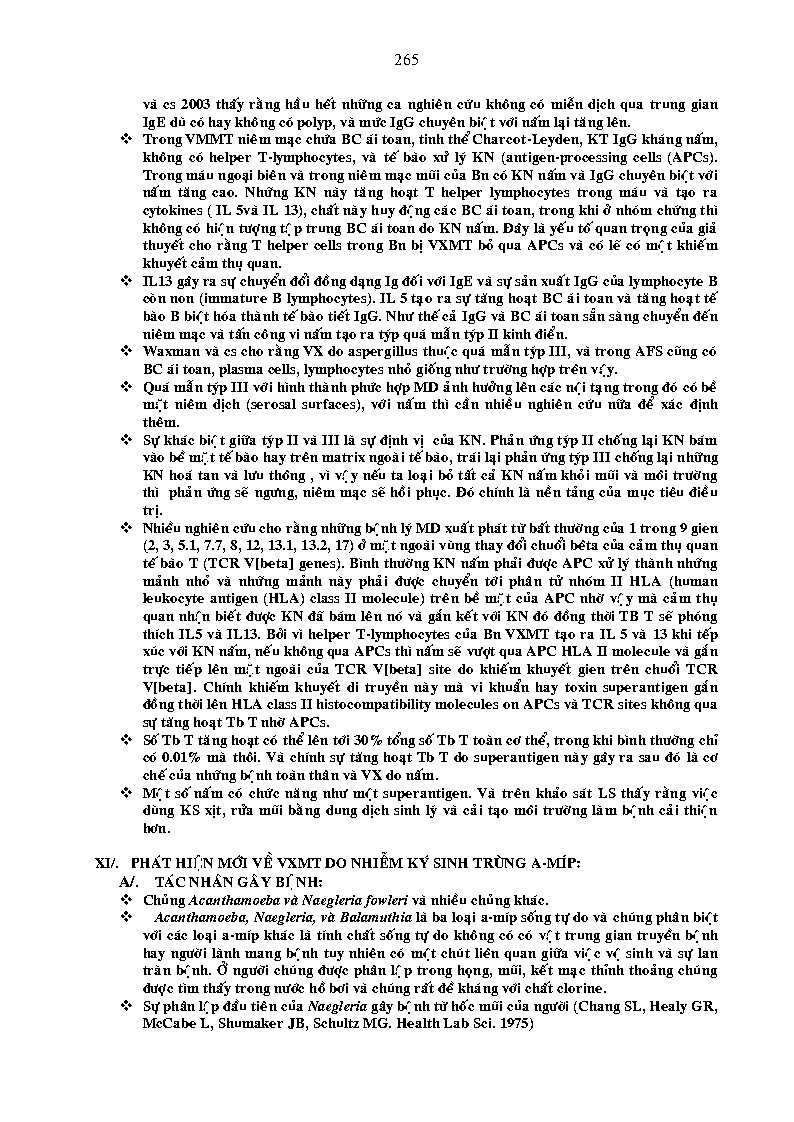 265
và cs 2003 thấy rằng hầu hết những ca nghiên cứu không có miễn dịch qua trung gian
IgE dù có hay không có polyp, và mức IgG chuyên biệt với nấm lại tăng lên.
❖ Trong VMMT niêm mạc chứa BC ái toan, tinh thể Charcot-Leyden, KT IgG kháng nấm,
không có helper T-lymphocytes, và tế bào xử lý KN (antigen-processing cells (APCs).
Trong máu ngoại biên và trong niêm mạc mũi của Bn có KN nấm và IgG chuyên biệt với
nấm tăng cao. Những KN này tăng hoạt T helper lymphocytes trong máu và tạo ra
cytokines ( IL 5và IL 13), chất này huy động các BC ái toan, trong khi ở nhóm chứng thì
không có hiện tượng tập trung BC ái toan do KN nấm. Đây là yếu tố quan trọng của giả
thuyết cho rằng T helper cells trong Bn bị VXMT bỏ qua APCs và có lẽ có một khiếm
khuyết cảm thụ quan.
❖ IL13 gây ra sự chuyển đổi đồng dạng Ig đối với IgE và sự sản xuất IgG của lymphocyte B
còn non (immature B lymphocytes). IL 5 tạo ra sự tăng hoạt BC ái toan và tăng hoạt tế
bào B biệt hóa thành tế bào tiết IgG. Như thế cả IgG và BC ái toan sẵn sàng chuyển đến
niêm mạc và tấn công vi nấm tạo ra týp quá mẫn týp II kinh điển.
❖ Waxman và cs cho rằng VX do aspergillus thuộc quá mẫn týp III, và trong AFS cũng có
BC ái toan, plasma cells, lymphocytes nhỏ giống như trường hợp trên vậy.
❖ Quá mẫn týp III với hình thành phức hợp MD ảnh hưởng lên các nội tạng trong đó có bề
mặt niêm dịch (serosal surfaces), với nấm thì cần nhiều nghiên cứu nữa để xác định
thêm.
❖ Sự khác biệt giữa týp II và III là sự định vị của KN. Phản ứng týp II chống lại KN bám
vào bề mặt tế bào hay trên matrix ngoài tế bào, trái lại phản ứng týp III chống lại những
KN hoá tan và lưu thông , vì vậy nếu ta loại bỏ tất cả KN nấm khỏi mũi và môi trường
thì phản ứng sẽ ngưng, niêm mạc sẽ hồi phục. Đó chính là nền tảng của mục tiêu điều
trị.
❖ Nhiều nghiên cứu cho rằng những bệnh lý MD xuất phát từ bất thường của 1 trong 9 gien
(2, 3, 5.1, 7.7, 8, 12, 13.1, 13.2, 17) ở mặt ngoài vùng thay đổi chuỗi bêta của cảm thụ quan
tế bào T (TCR V[beta] genes). Bình thường KN nấm phải được APC xử lý thành những
mảnh nhỏ và những mảnh này phải được chuyển tới phân tử nhóm II HLA (human
leukocyte antigen (HLA) class II molecule) trên bề mặt của APC nhờ vậy mà cảm thụ
quan nhận biết được KN đã bám lên nó và gắn kết với KN đó đồng thời TB T sẽ phóng
thích IL5 và IL13. Bởi vì helper T-lymphocytes của Bn VXMT tạo ra IL 5 và 13 khi tếp
xúc với KN nấm, nếu không qua APCs thì nấm sẽ vượt qua APC HLA II molecule và gắn
trực tiếp lên mặt ngoài của TCR V[beta] site do khiếm khuyết gien trên chuổi TCR
V[beta]. Chính khiếm khuyết di truyền này mà vi khuẩn hay toxin superantigen gắn
đồng thời lên HLA class II histocompatibility molecules on APCs và TCR sites không qua
sự tăng hoạt Tb T nhờ APCs.
❖ Số Tb T tăng hoạt có thể lên tới 30% tổng số Tb T toàn cơ thể, trong khi bình thường chỉ
có 0.01% mà thôi. Và chính sự tăng hoạt Tb T do superantigen này gây ra sau đó là cơ
chế của những bệnh toàn thân và VX do nấm.
❖ Một số nấm có chức năng như một superantigen. Và trên khảo sát LS thấy rằng việc
dùng KS xịt, rửa mũi bằng dung dịch sinh lý và cải tạo môi trường làm bệnh cải thiện
hơn.
XI/. PHÁT HIỆN MỚI VỀ VXMT DO NHIỄM KÝ SINH TRÙNG A-MÍP:
A/. TÁC NHÂN GÂY BỆNH:
❖ Chủng Acanthamoeba và Naegleria fowleri và nhiều chủng khác.
❖ Acanthamoeba, Naegleria, và Balamuthia là ba loại a-míp sống tự do và chúng phân biệt
với các loại a-míp khác là tính chất sống tự do không có có vật trung gian truyền bệnh
hay người lành mang bệnh tuy nhiên có một chút liên quan giữa việc vệ sinh và sự lan
tràn bệnh. Ở người chúng được phân lập trong họng, mũi, kết mạc thỉnh thoảng chúng
được tìm thấy trong nước hồ bơi và chúng rất đề kháng với chất clorine.
❖ Sự phân lập đầu tiên của Naegleria gây bệnh từ hốc mũi của người (Chang SL, Healy GR,
McCabe L, Shumaker JB, Schultz MG. Health Lab Sci. 1975)